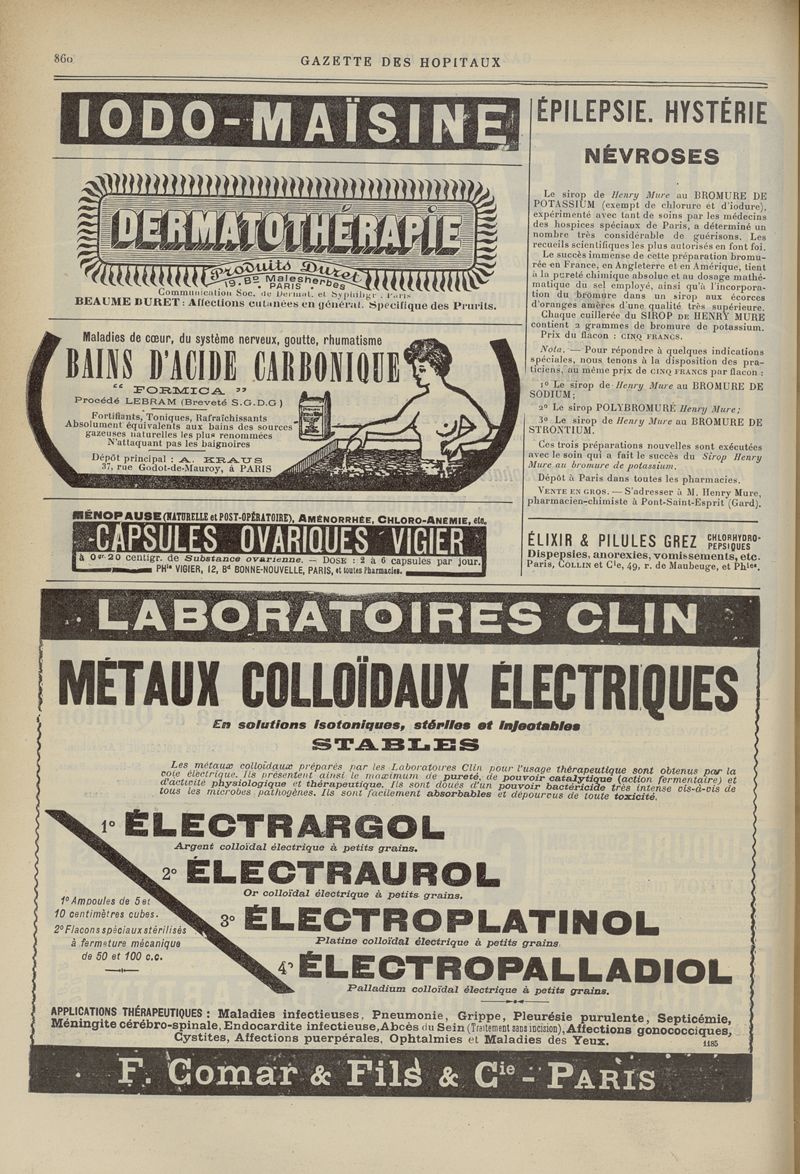 860
GAZETTE DES HOPITAUX
IODO-MAÏSINE
DERMATOTHÉRAPIE
Produits Duret
19, Bd Malesherbes
PARIS
Communication Soc. de Dermat. et Syphiligr., Paris
BEAUME DURET : Affections cutanées en général. Spécifique des Prurits.
Maladies de cœur, du système nerveux, goutte, rhumatisme
BAINS D'ACIDE CARBONIQUE
“ FORMICA ”
Procédé LEBRAM (Breveté S.G.D.G)
Fortifiants, Toniques, Rafraîchissants
Absolument équivalents aux bains des sources
gazeuses naturelles les plus renommées
N'attaquant pas les baignoires
Dépôt principal : A. KRAUS
37, rue Godot-de-Mauroy, à PARIS
MÉNOPAUSE (NATURELLE et POST-OPÉRATOIRE), AMÉNORRHÉE, CHLORO-ANÉMIE, etc.
CAPSULES OVARIQUES VIGIER
à 0gr 20 centigr. de Substance ovarienne. — DOSE : 2 à 6 capsules par jour.
PHie VIGIER, 12, Bd BONNE-NOUVELLE, PARIS, et toutes Pharmacies.
ÉPILEPSIE. HYSTÉRIE
NÉVROSES
Le sirop de Henry Mure au BROMURE DE
POTASSIUM (exempt de chlorure et d'iodure),
expérimenté avec tant de soins par les médecins
des hospices spéciaux de Paris, a déterminé un
nombre très considérable de guérisons. Les
recueils scientifiques les plus autorisés en font foi.
Le succès immense de cette préparation bromu-
rée en France, en Angleterre et en Amérique, tient
à la pureté chimique absolue et au dosage mathé-
matique du sel employé, ainsi qu'à l'incorpora-
tion du bromure dans un sirop aux écorces
d'oranges amères d'une qualité très supérieure.
Chaque cuillerée du SIROP DE HENRY MURE
contient 2 grammes de bromure de potassium.
Prix du flacon : CINQ FRANCS.
Nota. — Pour répondre à quelques indications
spéciales, nous tenons à la disposition des pra-
ticiens, au même prix de CINQ FRANCS par flacon :
1o Le sirop de Henry Mure au BROMURE DE
SODIUM;
2o Le sirop POLYBROMURÉ Henry Mure;
3o Le sirop de Henry Mure au BROMURE DE
STRONTIUM.
Ces trois préparations nouvelles sont exécutées
avec le soin qui a fait le succès du Sirop Henry
Mure au bromure de potassium.
Dépôt à Paris dans toutes les pharmacies.
VENTE EN GROS. — S'adresser à M. Henry Mure,
pharmacien-chimiste à Pont-Saint-Esprit (Gard).
ÉLIXIR & PILULES GREZ CHLORHYDRO-
PEPSIQUES
Dispepsies, anorexies, vomissements, etc.
Paris, COLLIN et Cie, 49, r. de Maubeuge, et Phies.
LABORATOIRES CLIN
MÉTAUX COLLOÏDAUX ÉLECTRIQUES
En solutions isotoniques, stériles et injectables
STABLES
Les métaux colloïdaux préparés par les Laboratoires Clin pour l'usage thérapeutique sont obtenus par la
voie électrique. Ils présentent ainsi le maximum de pureté, de pouvoir catalytique (action fermentaire) et
d'activité physiologique et thérapeutique. Ils sont doués d'un pouvoir bactéricide très intense vis-à-vis de
tous les microbes pathogènes. Ils sont facilement absorbables et dépourvus de toute toxicité.
1o ÉLECTRARGOL
Argent colloïdal électrique à petits grains.
2o ÉLECTRAUROL
Or colloïdal électrique à petits grains.
3o ÉLECTROPLATINOL
Platine colloïdal électrique à petits grains
4o ÉLECTROPALLADIOL
Palladium colloïdal électrique à petits grains.
1o Ampoules de 5 et
10 centimètres cubes.
2o Flacons spéciaux stérilisés
à fermeture mécanique
de 50 et 100 c.c.
APPLICATIONS THÉRAPEUTIQUES : Maladies infectieuses, Pneumonie, Grippe, Pleurésie purulente, Septicémie,
Méningite cérébro-spinale, Endocardite infectieuse, Abcès du Sein (Traitement sans incision), Affections gonococciques,
Cystites, Affections puerpérales, Ophtalmies et Maladies des Yeux.
1185
F. Comar & Fils & Cie - PARIS